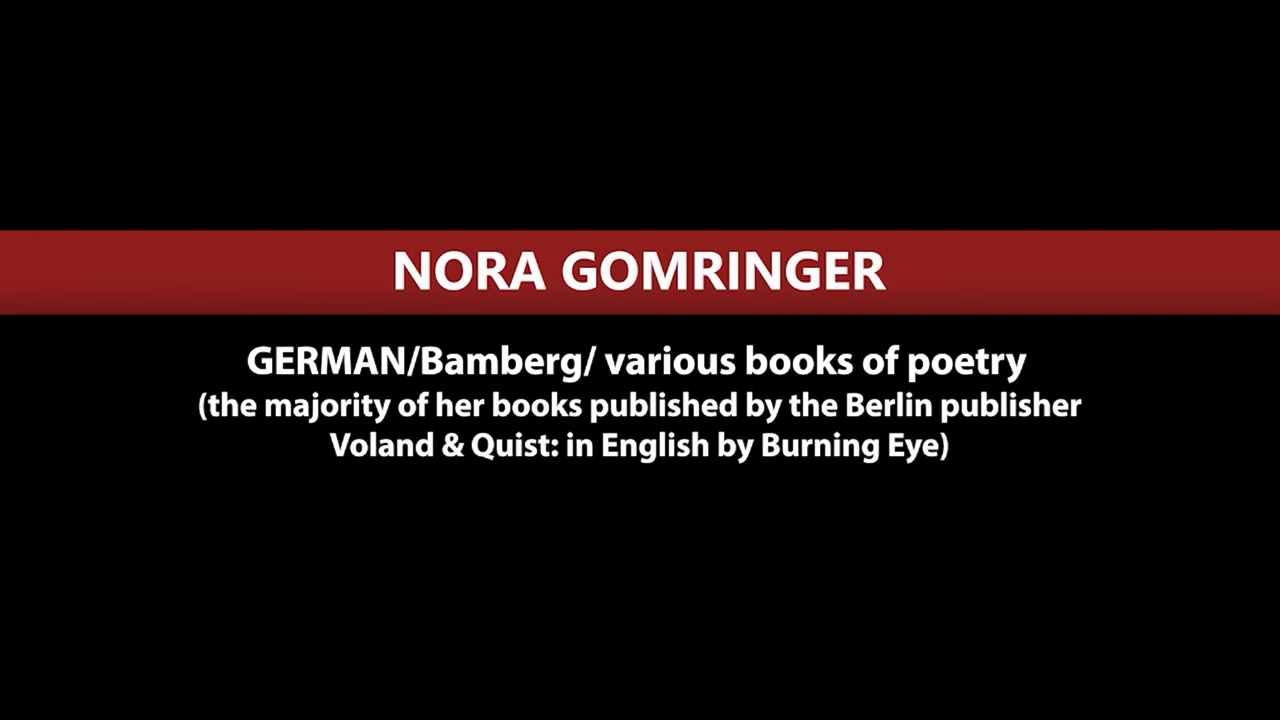 NORA GOMRINGER
GERMAN/Bamberg/ various books of poetry
(the majority of her books published by the Berlin publisher
Voland & Quist: in English by Burning Eye)